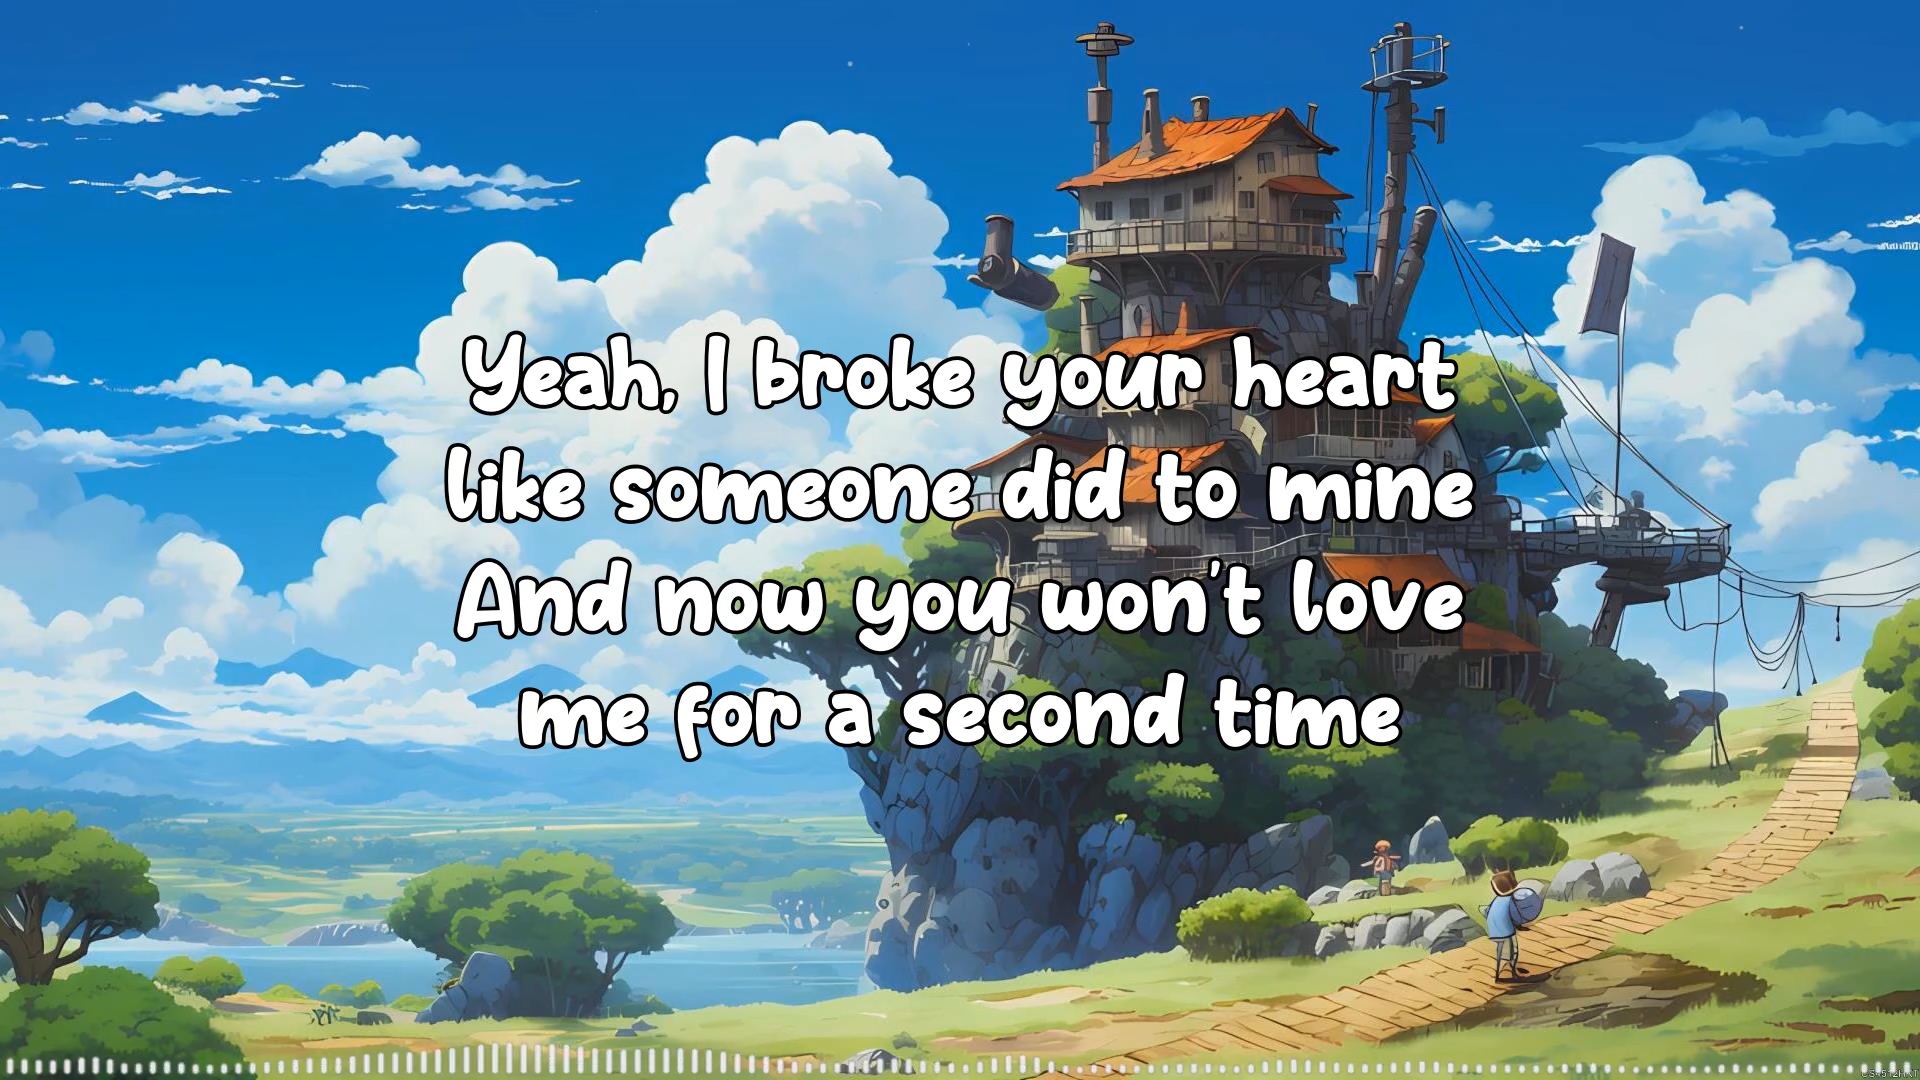 Yeah, I broke your heart
like someone did to mine
And now you won't love
me for a second time